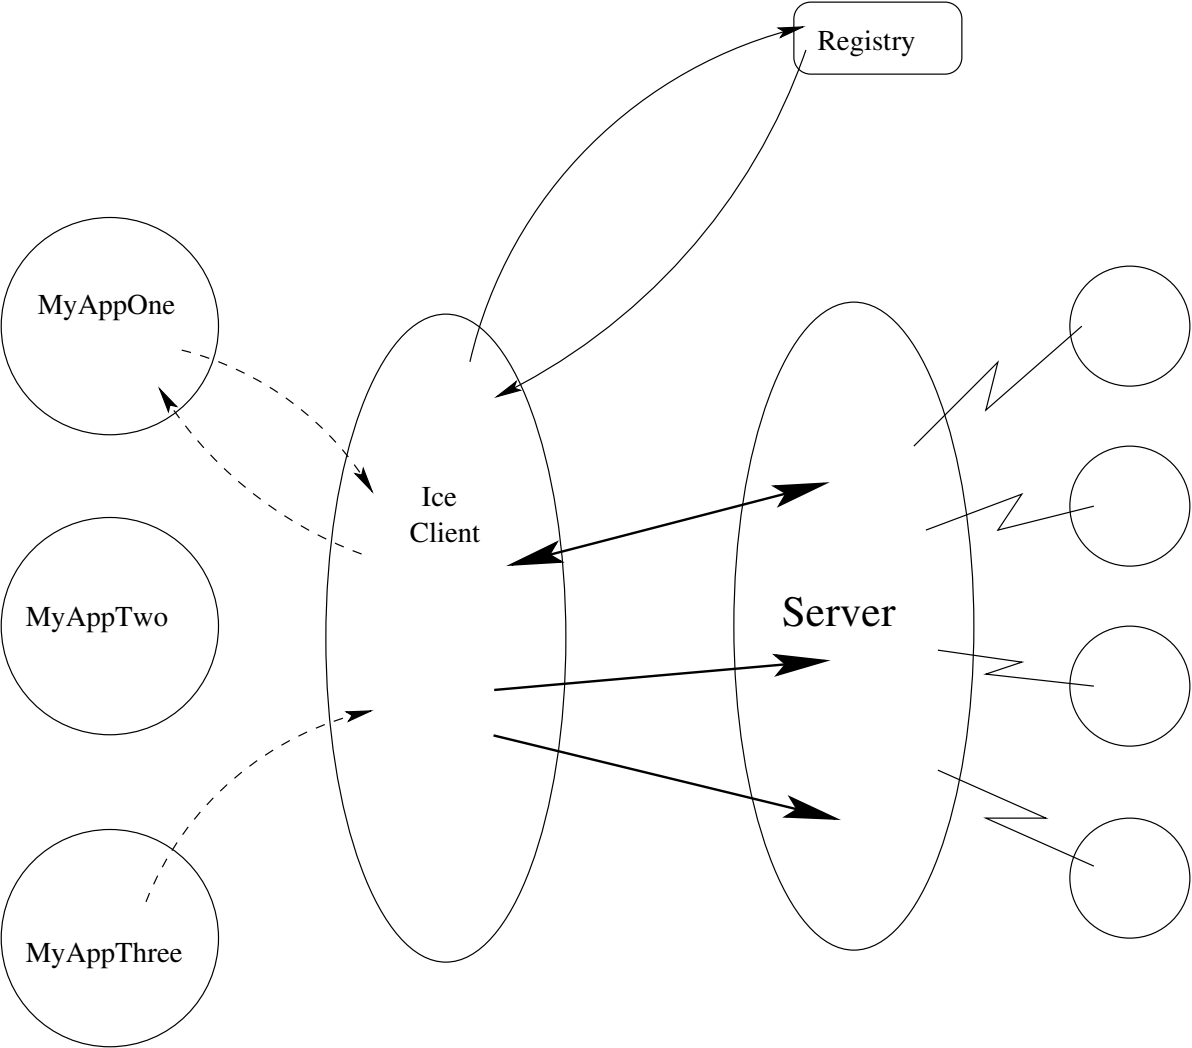 Registry
MyAppOne
Ice
Client
Server
MyAppTwo
MyAppThree